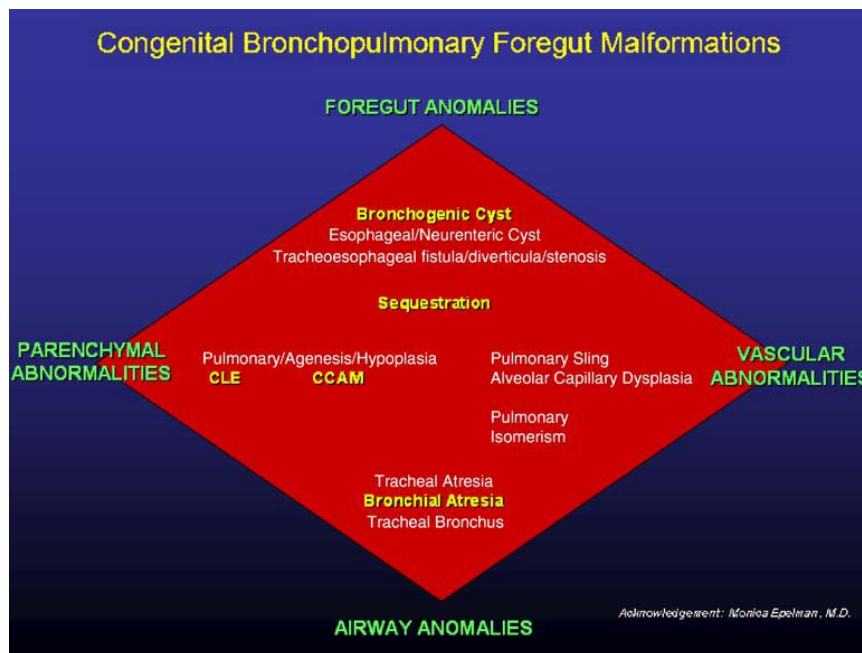 Congenital Bronchopulmonary Foregut Malformations
FOREGUT ANOMALIES
Bronchogenic Cyst
Esophageal/Neurenteric Cyst
Tracheoesophageal fistula/diverticula/stenosis
Sequestration
PARENCHYMAL
ABNORMALITIES
Pulmonary/Agenesis/Hypoplasia
CLE CCAM
Pulmonary Sling
Alveolar Capillary Dysplasia
Pulmonary
Isomerism
VASCULAR
ABNORMALITIES
Tracheal Atresia
Bronchial Atresia
Tracheal Bronchus
AIRWAY ANOMALIES
Acknowledgement: Monica Epelman, M.D.